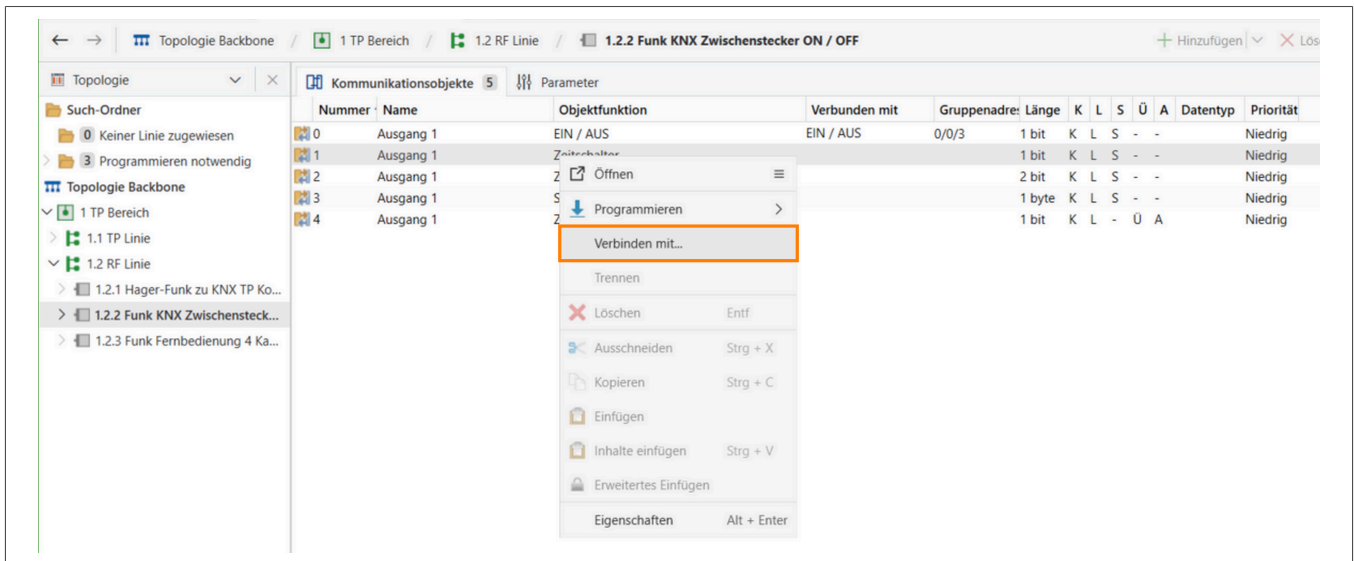 Topologie Backbone / 1 TP Bereich / 1.2 RF Linie / 1.2.2 Funk KNX Zwischenstecker ON / OFF Hinzufügen
Topologie
Such-Ordner
0 Keiner Linie zugewiesen
3 Programmieren notwendig
Topologie Backbone
1 TP Bereich
1.1 TP Linie
1.2 RF Linie
1.2.1 Hager-Funk zu KNX TP Ko...
1.2.2 Funk KNX Zwischensteck...
1.2.3 Funk Fernbedienung 4 Ka...
Kommunikationsobjekte 5 Parameter
Nummer Name Objektfunktion Verbunden mit Gruppenadre Länge K L S Ü A Datentyp Priorität
0 Ausgang 1 EIN / AUS EIN / AUS 0/0/3 1 bit K L S - - Niedrig
1 Ausgang 1 Zeitschalter 1 bit K L S - - Niedrig
2 Ausgang 1 Z 2 bit K L S - - Niedrig
3 Ausgang 1 S 1 byte K L S - - Niedrig
4 Ausgang 1 Z 1 bit K L - Ü A Niedrig
Öffnen
Programmieren
Verbinden mit...
Trennen
Löschen Entf
Ausschneiden Strg + X
Kopieren Strg + C
Einfügen
Inhalte einfügen Strg + V
Erweitertes Einfügen
Eigenschaften Alt + Enter